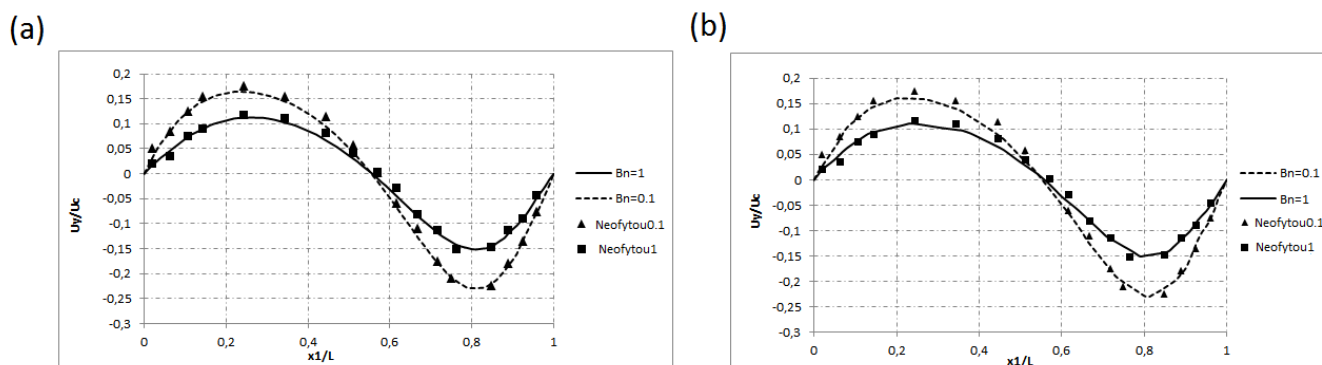 (a)
0,2
0,15
0,1
0,05
0
-0,05
-0,1
-0,15
-0,2
-0,25
-0,3
Uy/Uc
0 0,2 0,4 0,6 0,8 1
x1/L
Bn=1
Bn=0.1
Neofytou0.1
Neofytou1
(b)
0,2
0,15
0,1
0,05
0
-0,05
-0,1
-0,15
-0,2
-0,25
-0,3
Uy/Uc
0 0,2 0,4 0,6 0,8 1
x1/L
Bn=0.1
Bn=1
Neofytou0.1
Neofytou1